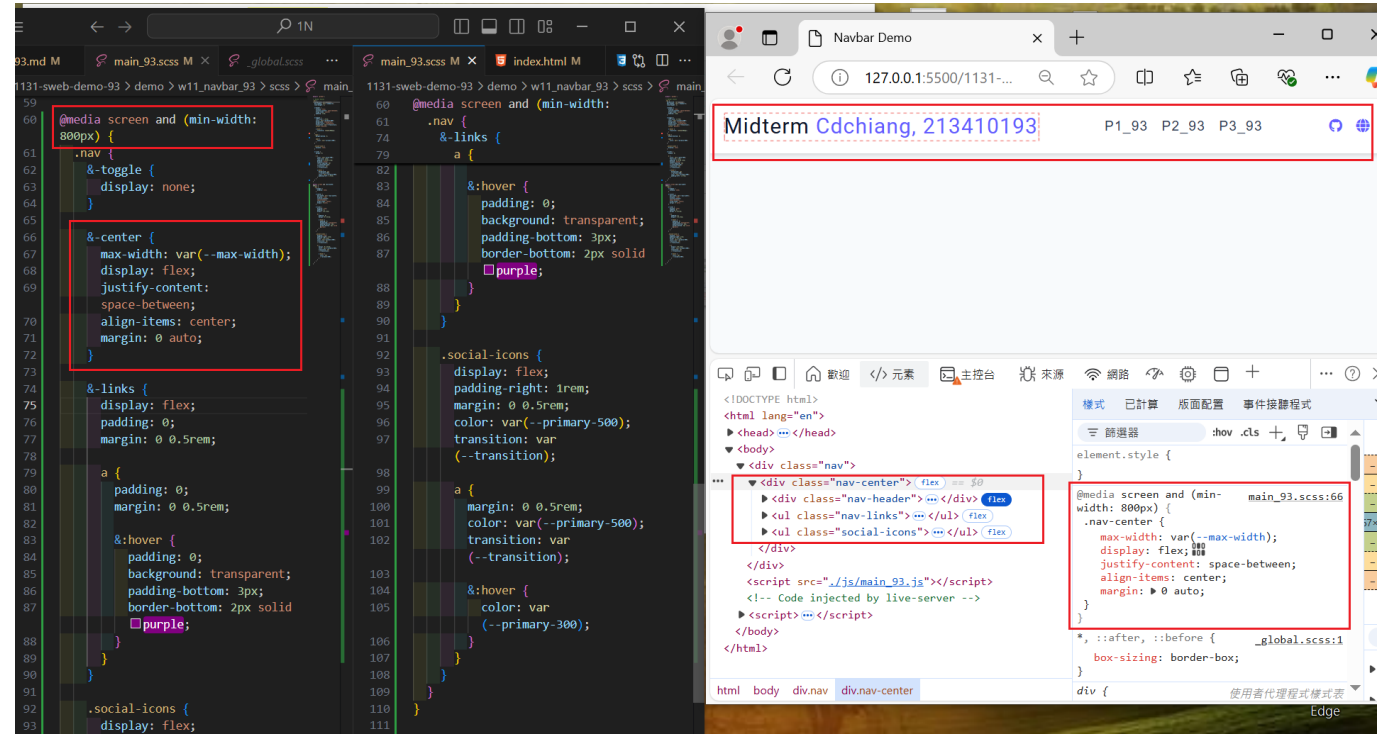 1N
93.md M
main_93.scss M
_global.scss
main_93.scss M
index.html M
1131-sweb-demo-93 > demo > w11_navbar_93 > scss > main_
59
60 @media screen and (min-width:
800px) {
61 .nav {
62 &-toggle {
63 display: none;
64 }
65
66 &-center {
67 max-width: var(--max-width);
68 display: flex;
69 justify-content:
space-between;
70 align-items: center;
71 margin: 0 auto;
72 }
73
74 &-links {
75 display: flex;
76 padding: 0;
77 margin: 0 0.5rem;
78
79 a {
80 padding: 0;
81 margin: 0 0.5rem;
82
83 &:hover {
84 padding: 0;
85 background: transparent;
86 padding-bottom: 3px;
87 border-bottom: 2px solid
purple;
88 }
89 }
90 }
91
92 .social-icons {
93 display: flex;
1131-sweb-demo-93 > demo > w11_navbar_93 > scss > main
60 @media screen and (min-width:
61 .nav {
74 &-links {
79 a {
82
83 &:hover {
84 padding: 0;
85 background: transparent;
86 padding-bottom: 3px;
87 border-bottom: 2px solid
purple;
88 }
89 }
90 }
91
92 .social-icons {
93 display: flex;
94 padding-right: 1rem;
95 margin: 0 0.5rem;
96 color: var(--primary-500);
97 transition: var
(--transition);
98
99 a {
100 margin: 0 0.5rem;
101 color: var(--primary-500);
102 transition: var
(--transition);
103
104 &:hover {
105 color: var
(--primary-300);
106 }
107 }
108 }
109 }
110 }
111
Navbar Demo
127.0.0.1:5500/1131-...
Midterm Cdchiang, 213410193
P1_93 P2_93 P3_93
歡迎
</> 元素
主控台
來源
網路
<!DOCTYPE html>
<html lang="en">
<head> ⋯ </head>
<body>
<div class="nav">
<div class="nav-center"> flex == $0
<div class="nav-header"> ⋯ </div> flex
<ul class="nav-links"> ⋯ </ul> flex
<ul class="social-icons"> ⋯ </ul> flex
</div>
</div>
<script src="./js/main_93.js"></script>
<!-- Code injected by live-server -->
<script> ⋯ </script>
</body>
</html>
html body div.nav div.nav-center
樣式 已計算 版面配置 事件接聽程式
篩選器 :hov .cls
element.style {
}
@media screen and (min- main_93.scss:66
width: 800px) {
.nav-center {
max-width: var(--max-width);
display: flex;
justify-content: space-between;
align-items: center;
margin: 0 auto;
}
}
*, ::after, ::before { _global.scss:1
box-sizing: border-box;
}
div { 使用者代理程式樣式表
Edge